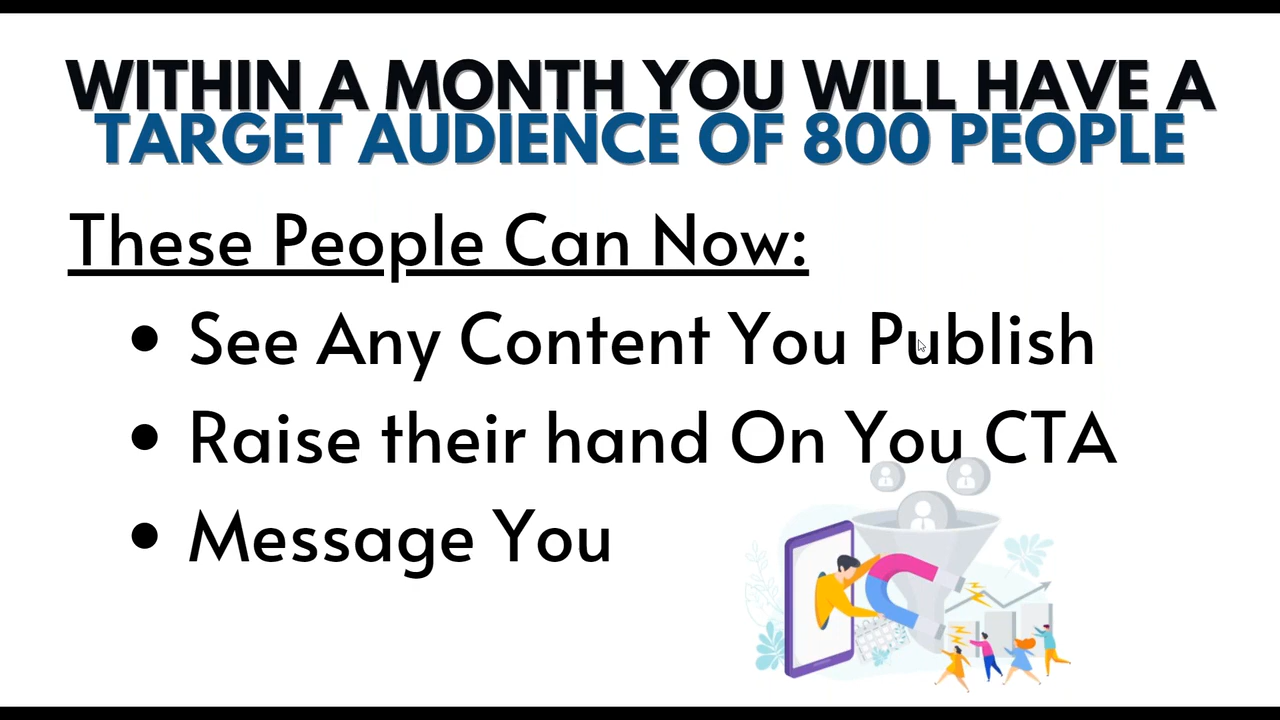 WITHIN A MONTH YOU WILL HAVE A
TARGET AUDIENCE OF 800 PEOPLE
These People Can Now:
• See Any Content You Publish
• Raise their hand On You CTA
• Message You